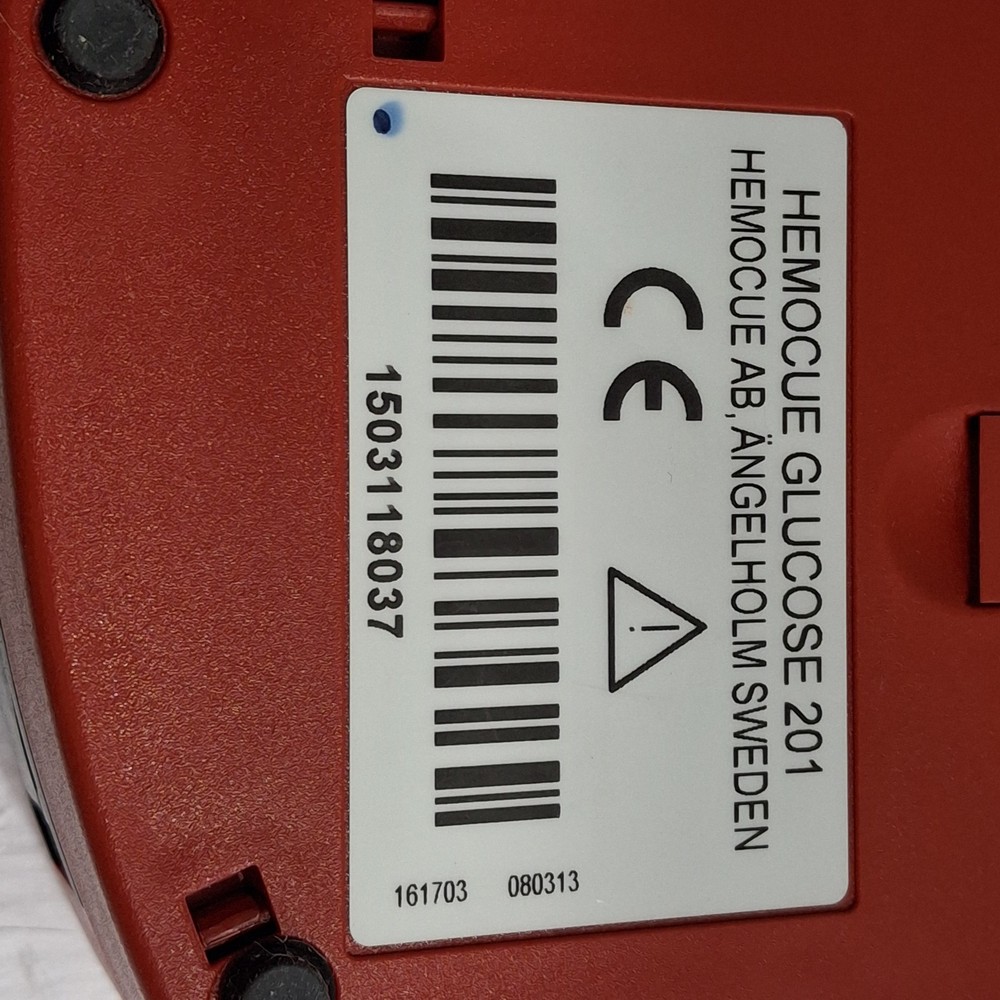 HEMOCUE GLUCOSE 201
HEMOCUE AB, ÄNGELHOLM SWEDEN
CE
1503118037
161703
080313